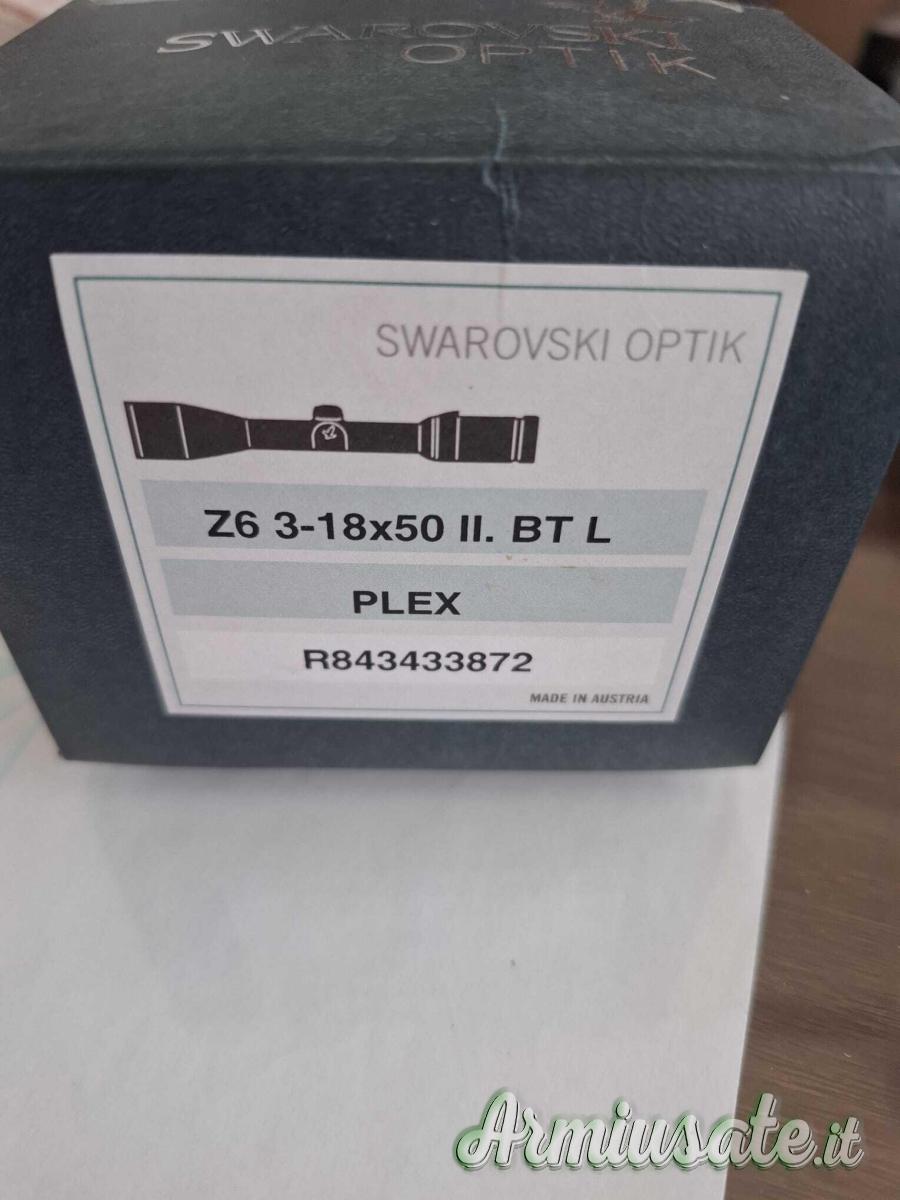 SWAROVSKI
OPTIK
SWAROVSKI OPTIK
Z6 3-18x50 II. BT L
PLEX
R843433872
MADE IN AUSTRIA
Armiusate.it